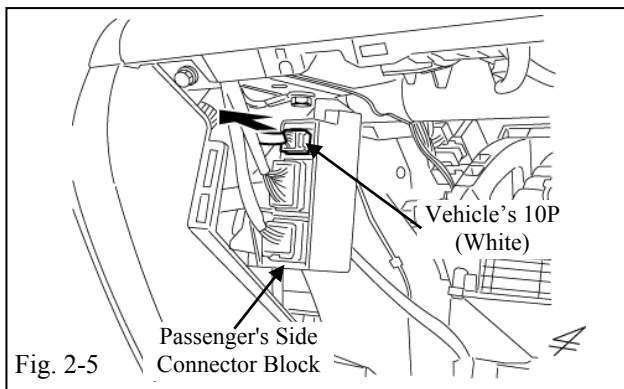 Vehicle’s 10P
(White)
Passenger's Side
Connector Block
Fig. 2-5